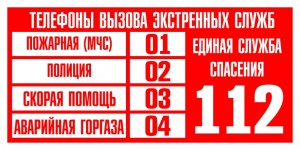 ТЕЛЕФОНЫ ВЫЗОВА ЭКСТРЕННЫХ СЛУЖБ
ПОЖАРНАЯ (МЧС) 01
ПОЛИЦИЯ 02
СКОРАЯ ПОМОЩЬ 03
АВАРИЙНАЯ ГОРГАЗА 04
ЕДИНАЯ СЛУЖБА
СПАСЕНИЯ
112